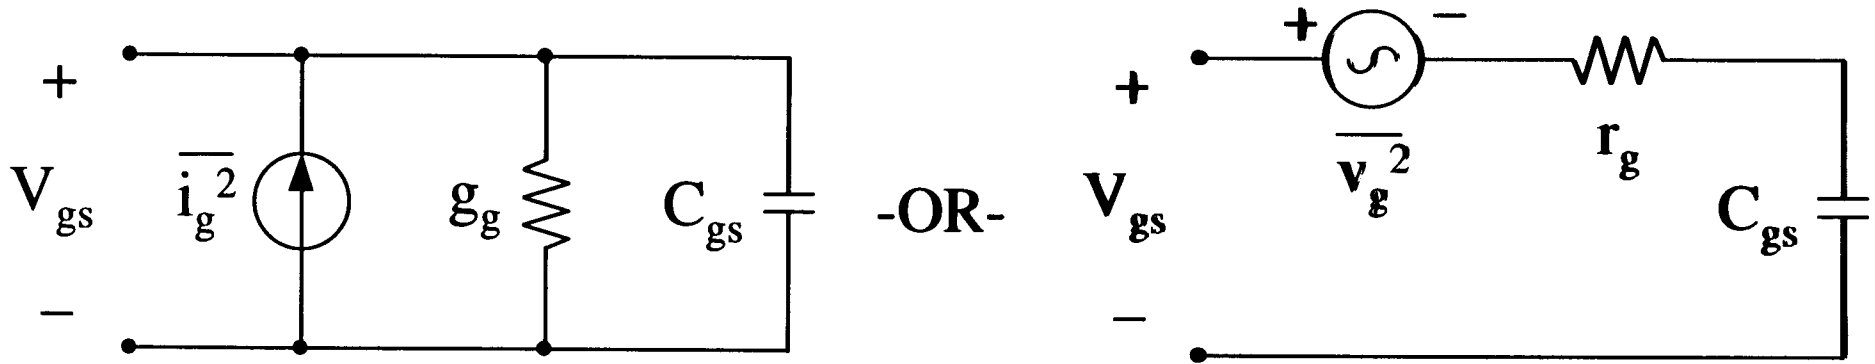 +
V_gs
−
i_g^2
g_g
C_gs
-OR-
+ −
+
V_gs
−
v_g^2
r_g
C_gs